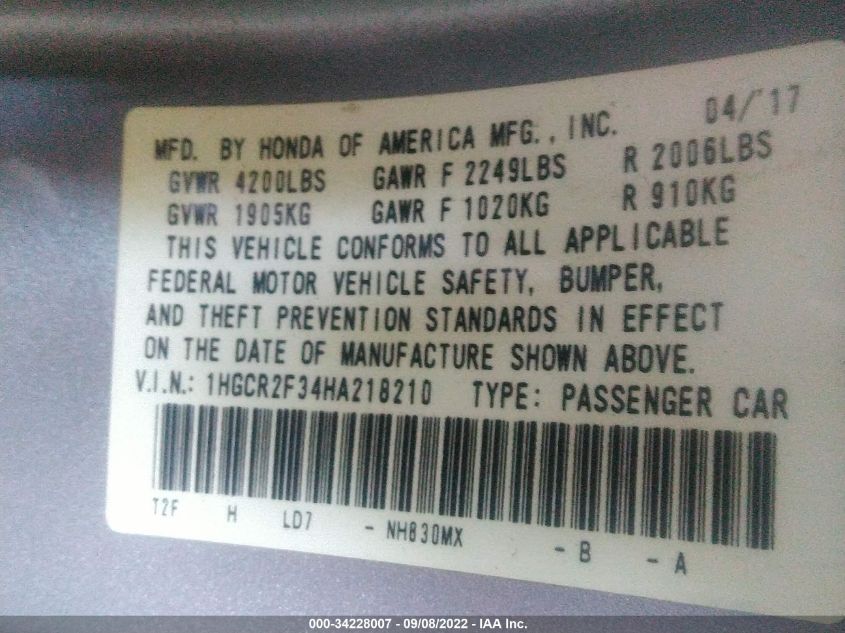 04/'17
MFD. BY HONDA OF AMERICA MFG., INC.
GVWR 4200LBS GAWR F 2249LBS R 2006LBS
GVWR 1905KG GAWR F 1020KG R 910KG
THIS VEHICLE CONFORMS TO ALL APPLICABLE
FEDERAL MOTOR VEHICLE SAFETY, BUMPER,
AND THEFT PREVENTION STANDARDS IN EFFECT
ON THE DATE OF MANUFACTURE SHOWN ABOVE.
V.I.N.: 1HGCR2F34HA218210 TYPE: PASSENGER CAR
T2F H LD7 - NH830MX - B - A
000-34228007 - 09/08/2022 - IAA Inc.